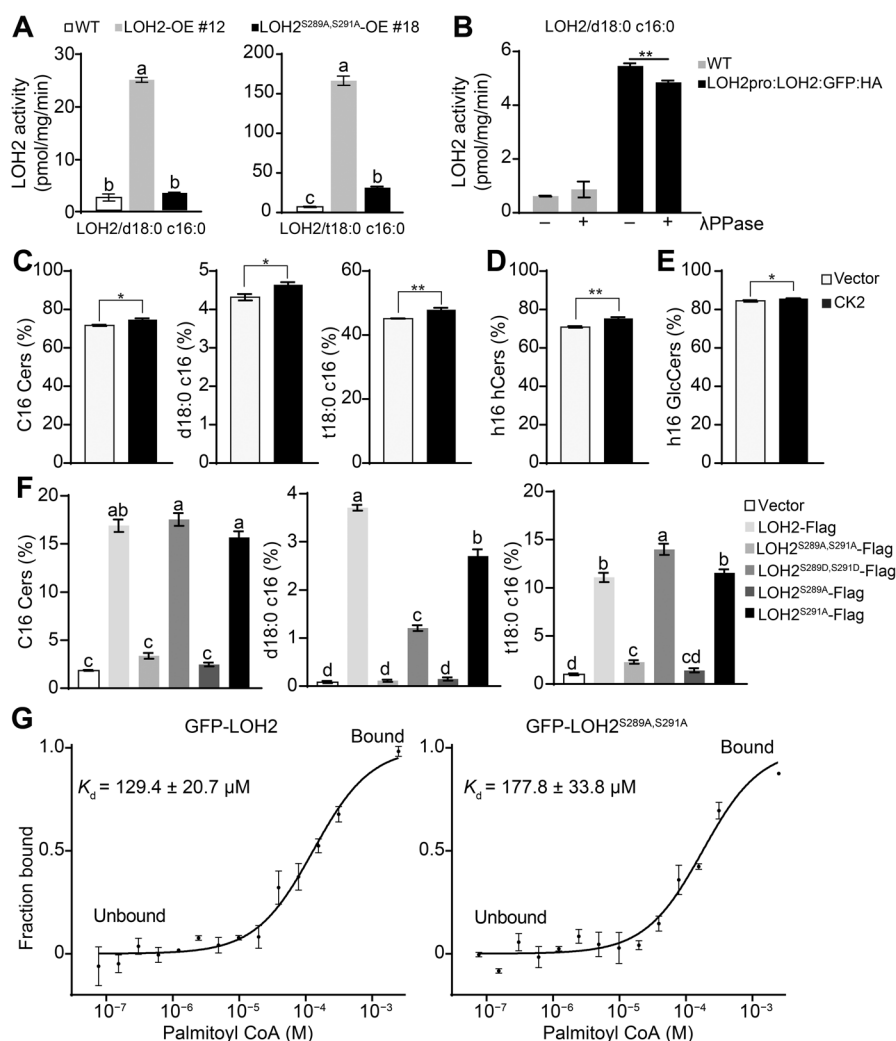 A
WT
LOH2-OE #12
LOH2S289A,S291A-OE #18
LOH2 activity
(pmol/mg/min)
30
20
10
0
b
a
b
LOH2/d18:0 c16:0
200
150
100
50
0
c
a
b
LOH2/t18:0 c16:0
B
LOH2/d18:0 c16:0
WT
LOH2pro:LOH2:GFP:HA
LOH2 activity
(pmol/mg/min)
6
4
2
0
**
− + − + λPPase
C
C16 Cers (%)
100
80
60
40
20
0
*
d18:0 c16 (%)
5
4
3
2
1
0
*
t18:0 c16 (%)
60
40
20
0
**
D
h16 hCers (%)
100
80
60
40
20
0
**
E
h16 GlcCers (%)
100
80
60
40
20
0
*
Vector
CK2
F
C16 Cers (%)
20
15
10
5
0
c
ab
c
a
c
a
d18:0 c16 (%)
4
3
2
1
0
d
a
d
c
d
b
t18:0 c16 (%)
20
15
10
5
0
d
b
c
a
cd
b
Vector
LOH2-Flag
LOH2S289A,S291A-Flag
LOH2S289D,S291D-Flag
LOH2S289A-Flag
LOH2S291A-Flag
G
GFP-LOH2
Fraction bound
1.0
0.5
0
Kd = 129.4 ± 20.7 µM
Bound
Unbound
10−7 10−6 10−5 10−4 10−3
Palmitoyl CoA (M)
GFP-LOH2S289A,S291A
1.0
0.5
0
Kd = 177.8 ± 33.8 µM
Bound
Unbound
10−7 10−6 10−5 10−4 10−3
Palmitoyl CoA (M)